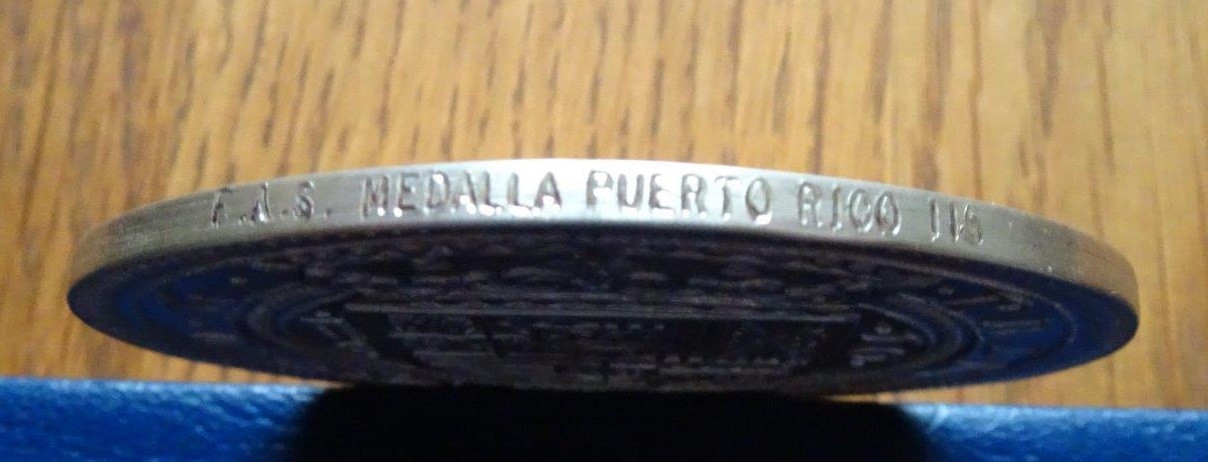 F.A.S. MEDALLA PUERTO RICO